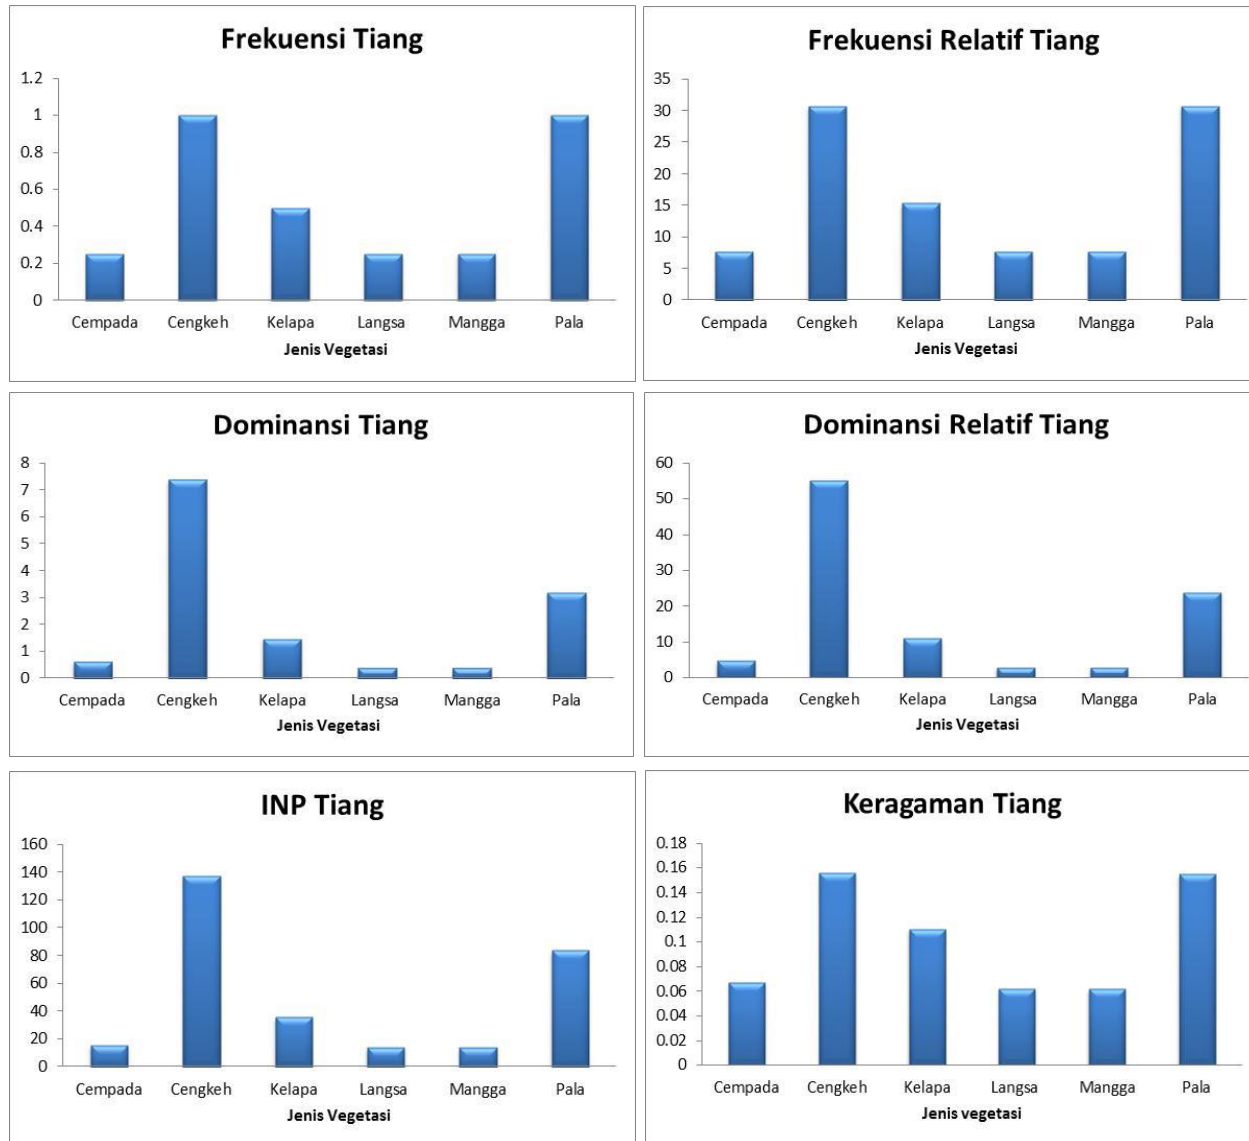 Frekuensi Tiang
1.2
1
0.8
0.6
0.4
0.2
0
Cempada Cengkeh Kelapa Langsa Mangga Pala
Jenis Vegetasi
Frekuensi Relatif Tiang
35
30
25
20
15
10
5
0
Cempada Cengkeh Kelapa Langsa Mangga Pala
Jenis Vegetasi
Dominansi Tiang
8
7
6
5
4
3
2
1
0
Cempada Cengkeh Kelapa Langsa Mangga Pala
Jenis Vegetasi
Dominansi Relatif Tiang
60
50
40
30
20
10
0
Cempada Cengkeh Kelapa Langsa Mangga Pala
Jenis Vegetasi
INP Tiang
160
140
120
100
80
60
40
20
0
Cempada Cengkeh Kelapa Langsa Mangga Pala
Jenis Vegetasi
Keragaman Tiang
0.18
0.16
0.14
0.12
0.1
0.08
0.06
0.04
0.02
0
Cempada Cengkeh Kelapa Langsa Mangga Pala
Jenis vegetasi